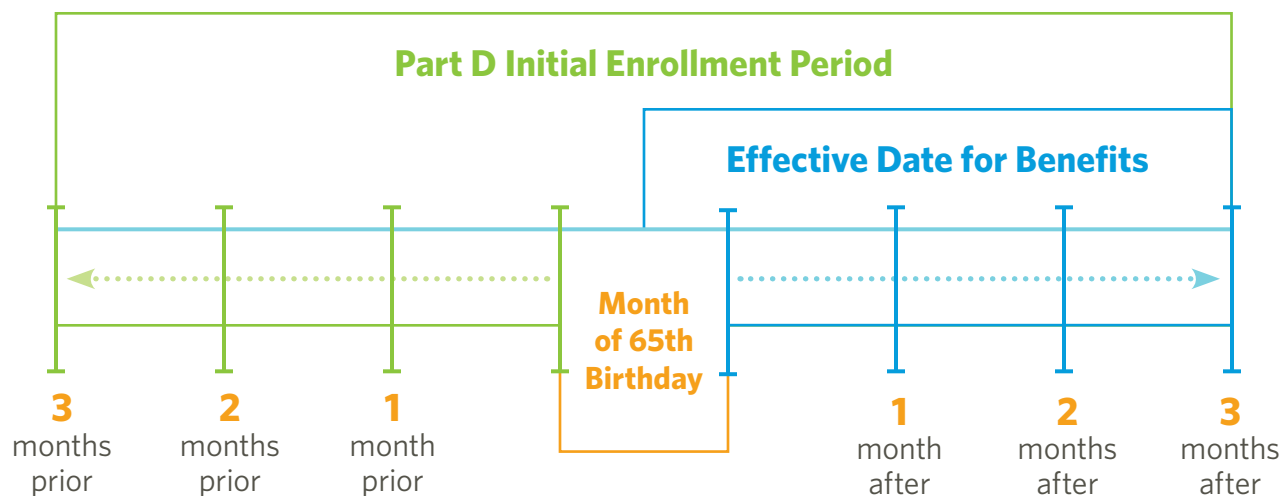 Part D Initial Enrollment Period
Effective Date for Benefits
Month
of 65th
Birthday
3
months
prior
2
months
prior
1
month
prior
1
month
after
2
months
after
3
months
after